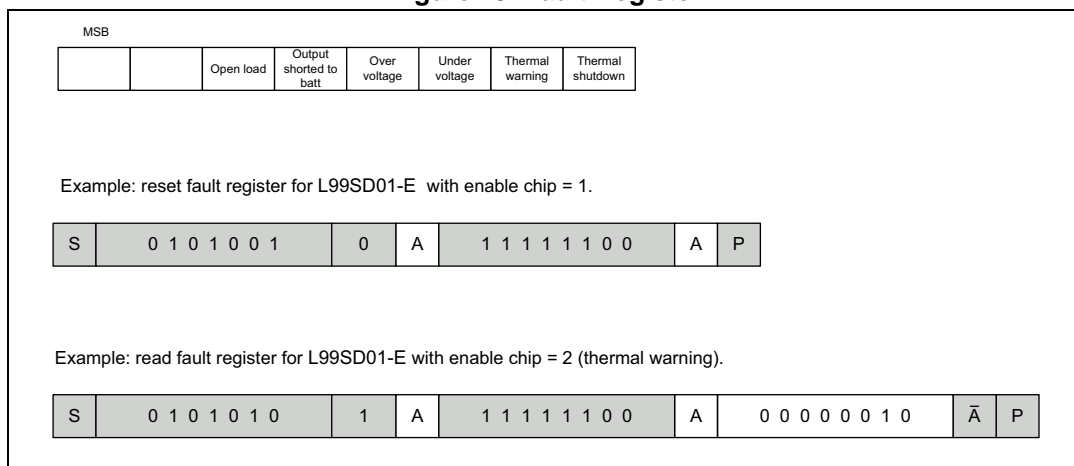 MSB
Open load
Output shorted to batt
Over voltage
Under voltage
Thermal warning
Thermal shutdown
Example: reset fault register for L99SD01-E with enable chip = 1.
S 0 1 0 1 0 0 1 0 A 1 1 1 1 1 1 0 0 A P
Example: read fault register for L99SD01-E with enable chip = 2 (thermal warning).
S 0 1 0 1 0 1 0 1 A 1 1 1 1 1 1 0 0 A 0 0 0 0 0 0 1 0 Ā P